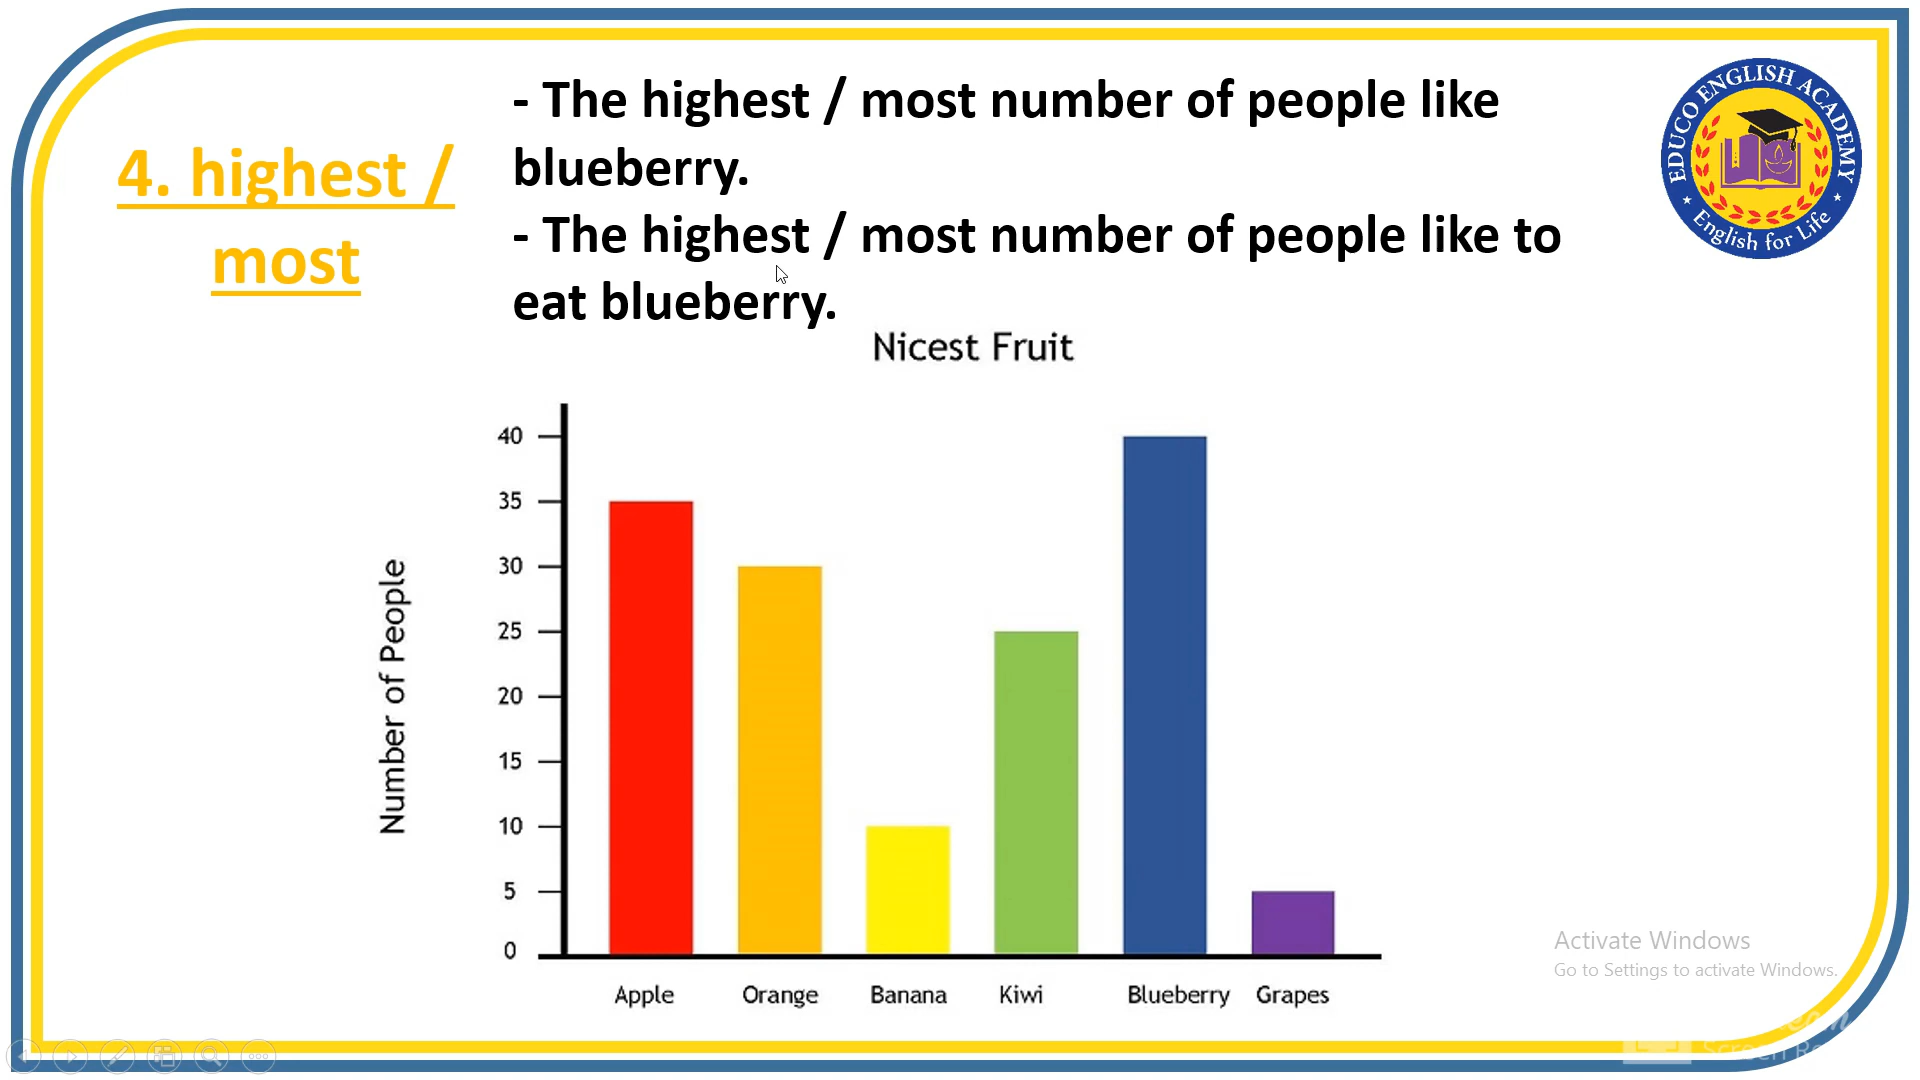 4. highest /
most
- The highest / most number of people like
blueberry.
- The highest / most number of people like to
eat blueberry.
EDUCO ENGLISH ACADEMY
English for Life
Nicest Fruit
Number of People
40
35
30
25
20
15
10
5
0
Apple Orange Banana Kiwi Blueberry Grapes
Activate Windows
Go to Settings to activate Windows.
Screen